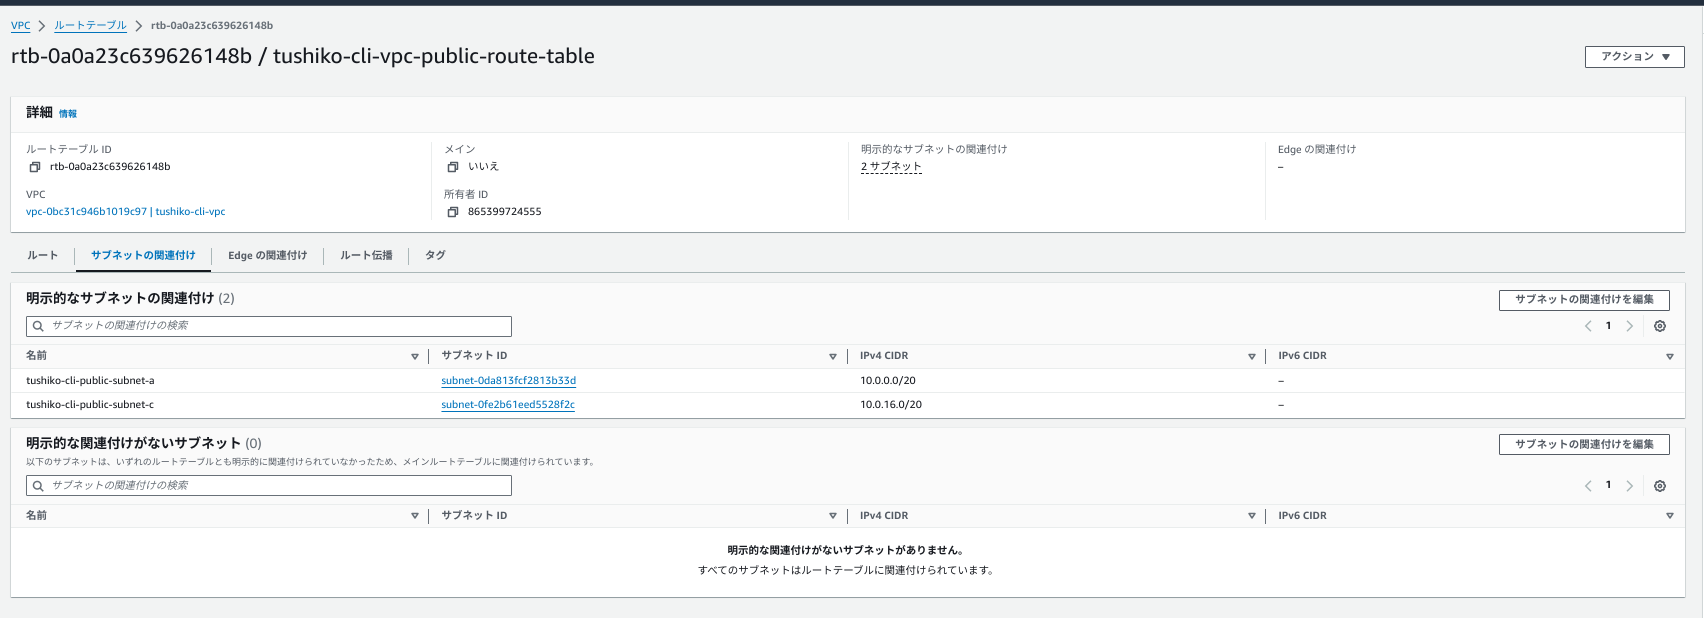 VPC > ルートテーブル > rtb-0a0a23c639626148b
rtb-0a0a23c639626148b / tushiko-cli-vpc-public-route-table
アクション
詳細 情報
ルートテーブル ID
rtb-0a0a23c639626148b
メイン
いいえ
明示的なサブネットの関連付け
2 サブネット
Edge の関連付け
–
VPC
vpc-0bc31c946b1019c97 | tushiko-cli-vpc
所有者 ID
865399724555
ルート サブネットの関連付け Edge の関連付け ルート伝播 タグ
明示的なサブネットの関連付け (2)
サブネットの関連付けを編集
サブネットの関連付けの検索
1
名前 サブネット ID IPv4 CIDR IPv6 CIDR
tushiko-cli-public-subnet-a subnet-0da813fcf2813b33d 10.0.0.0/20 –
tushiko-cli-public-subnet-c subnet-0fe2b61eed5528f2c 10.0.16.0/20 –
明示的な関連付けがないサブネット (0)
サブネットの関連付けを編集
以下のサブネットは、いずれのルートテーブルとも明示的に関連付けられていなかったため、メインルートテーブルに関連付けられています。
サブネットの関連付けの検索
1
名前 サブネット ID IPv4 CIDR IPv6 CIDR
明示的な関連付けがないサブネットがありません。
すべてのサブネットはルートテーブルに関連付けられています。